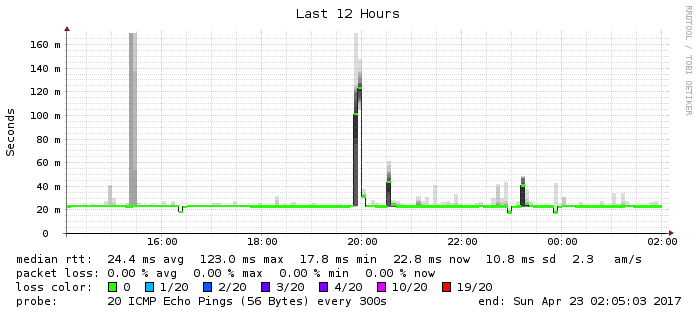 Last 12 Hours
RRDTOOL / TOBI OETIKER
Seconds
160 m
140 m
120 m
100 m
80 m
60 m
40 m
20 m
0
16:00 18:00 20:00 22:00 00:00 02:00
median rtt: 24.4 ms avg 123.0 ms max 17.8 ms min 22.8 ms now 10.8 ms sd 2.3 am/s
packet loss: 0.00 % avg 0.00 % max 0.00 % min 0.00 % now
loss color: 0 1/20 2/20 3/20 4/20 10/20 19/20
probe: 20 ICMP Echo Pings (56 Bytes) every 300s end: Sun Apr 23 02:05:03 2017